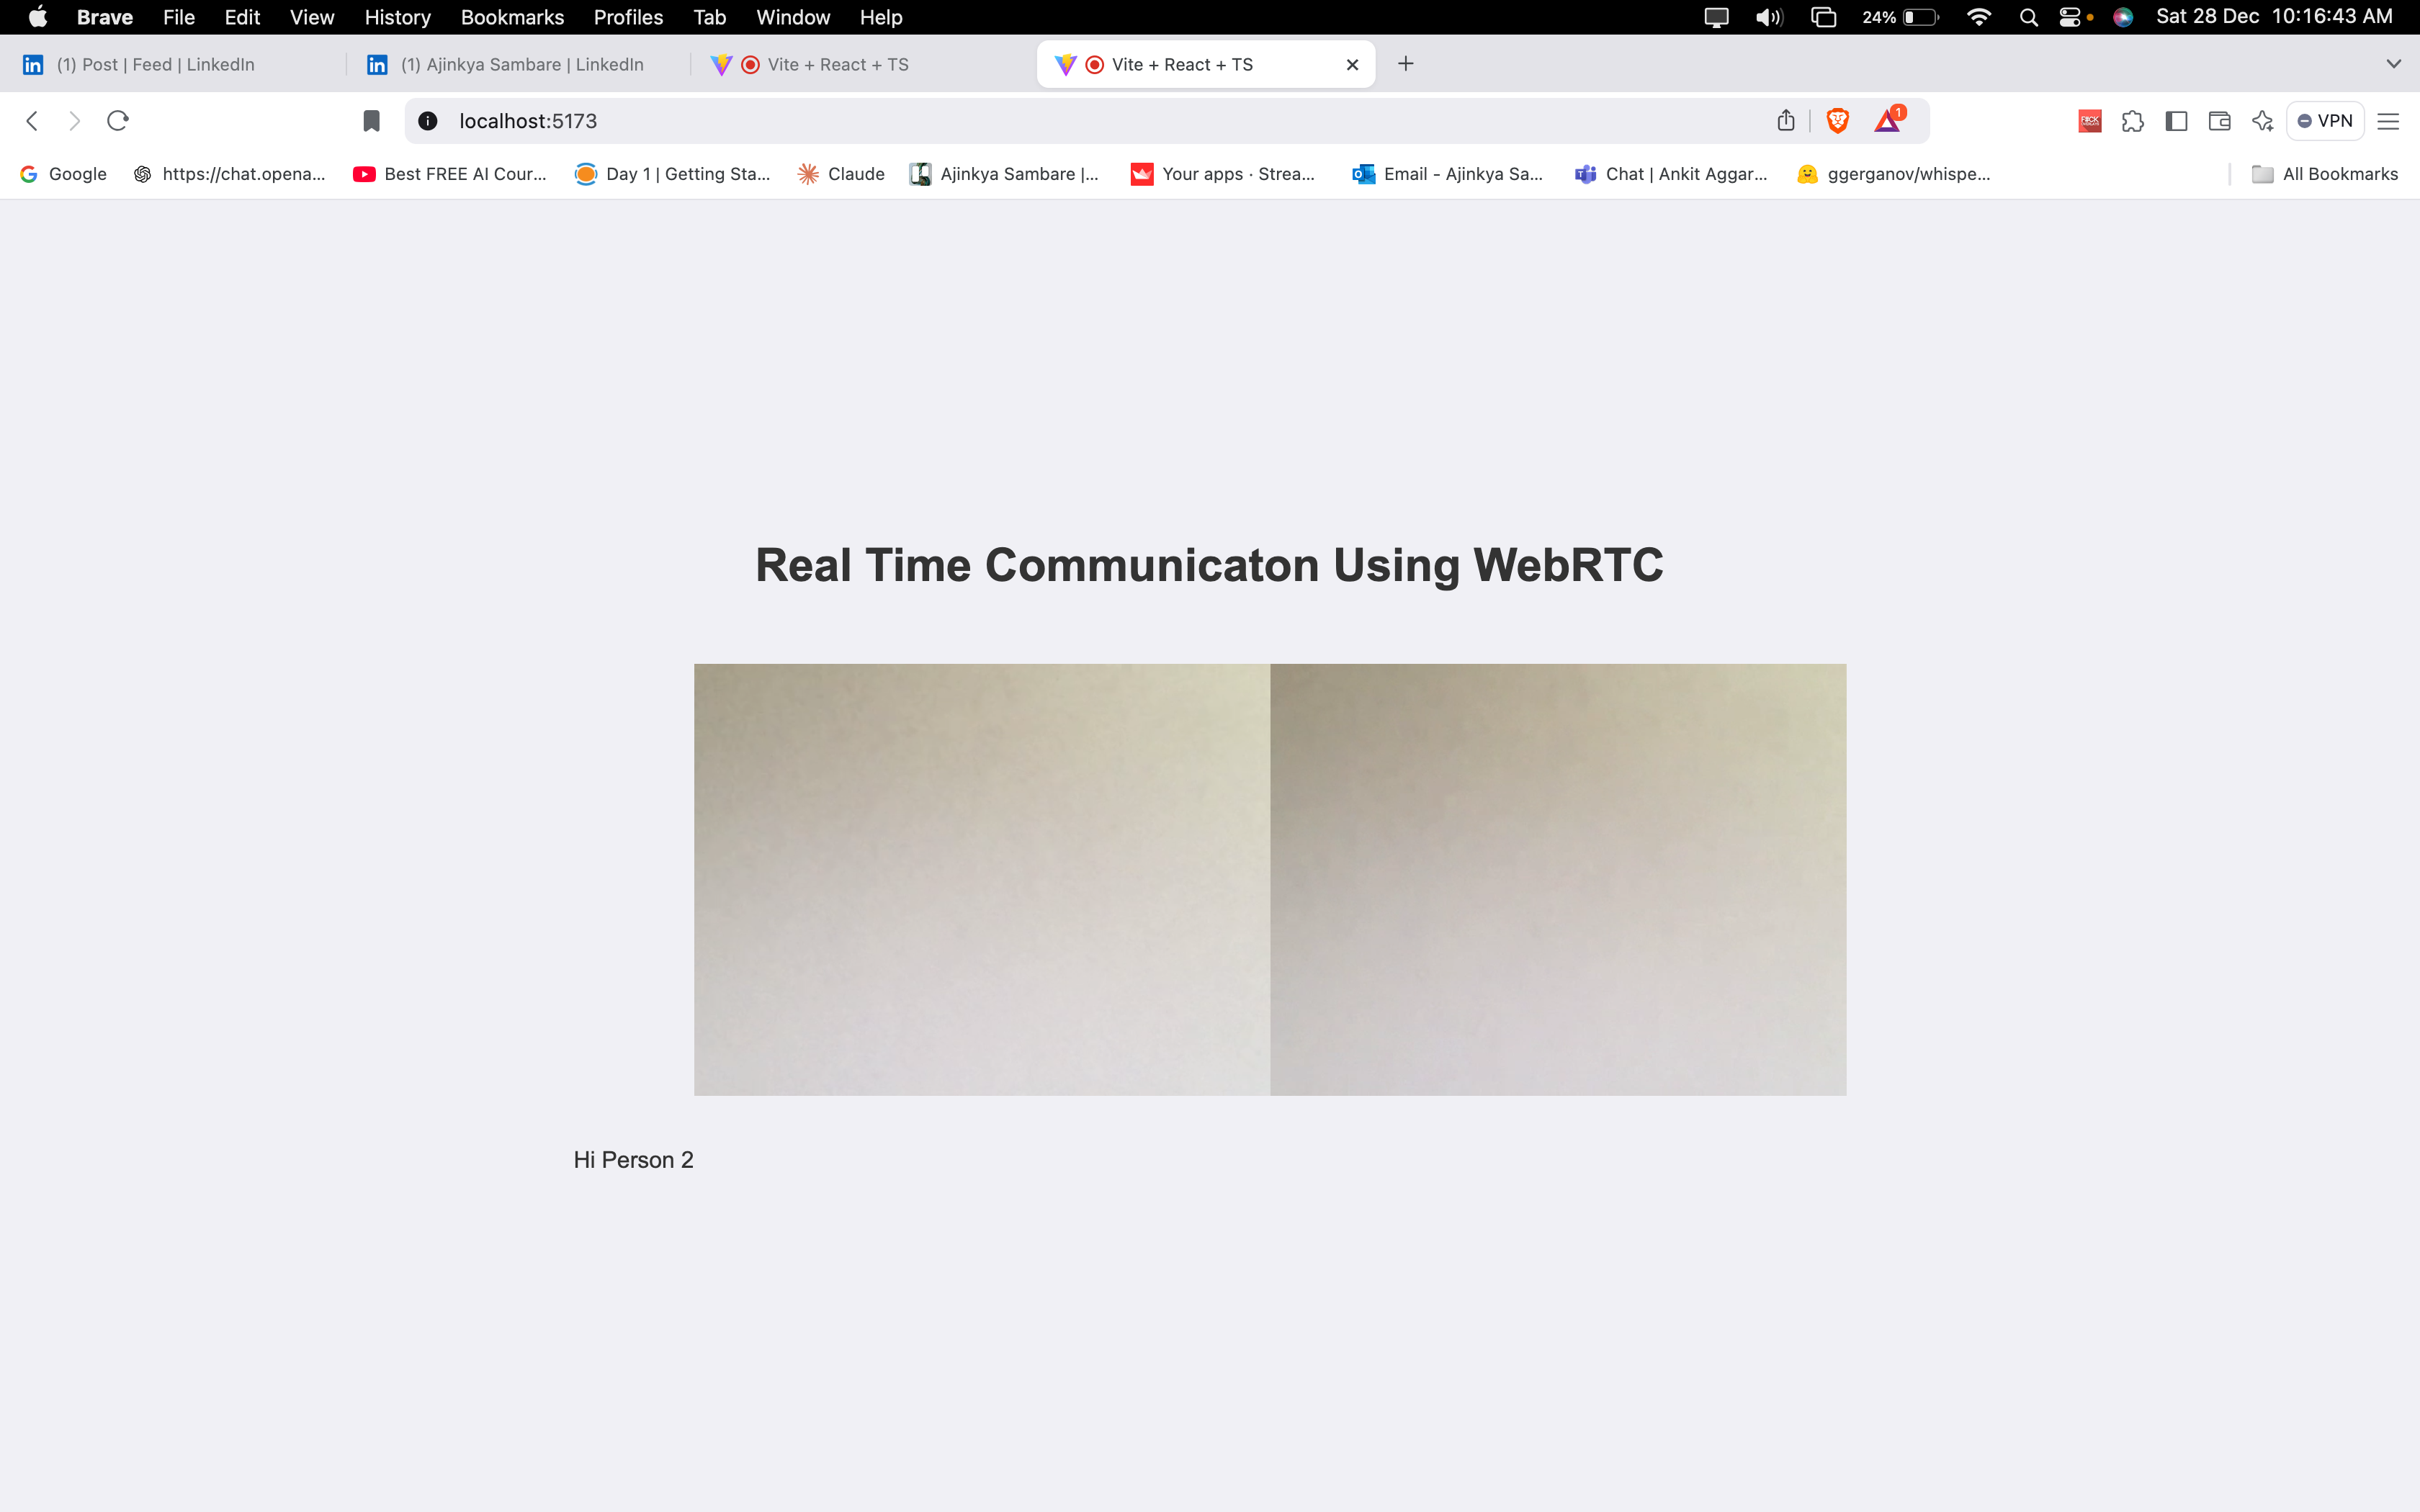 Brave File Edit View History Bookmarks Profiles Tab Window Help 24% Sat 28 Dec 10:16:43 AM
(1) Post | Feed | LinkedIn (1) Ajinkya Sambare | LinkedIn Vite + React + TS Vite + React + TS
localhost:5173 1 VPN
Google https://chat.opena... Best FREE AI Cour... Day 1 | Getting Sta... Claude Ajinkya Sambare |... Your apps · Strea... Email - Ajinkya Sa... Chat | Ankit Aggar... ggerganov/whispe... All Bookmarks
Real Time Communicaton Using WebRTC
Hi Person 2